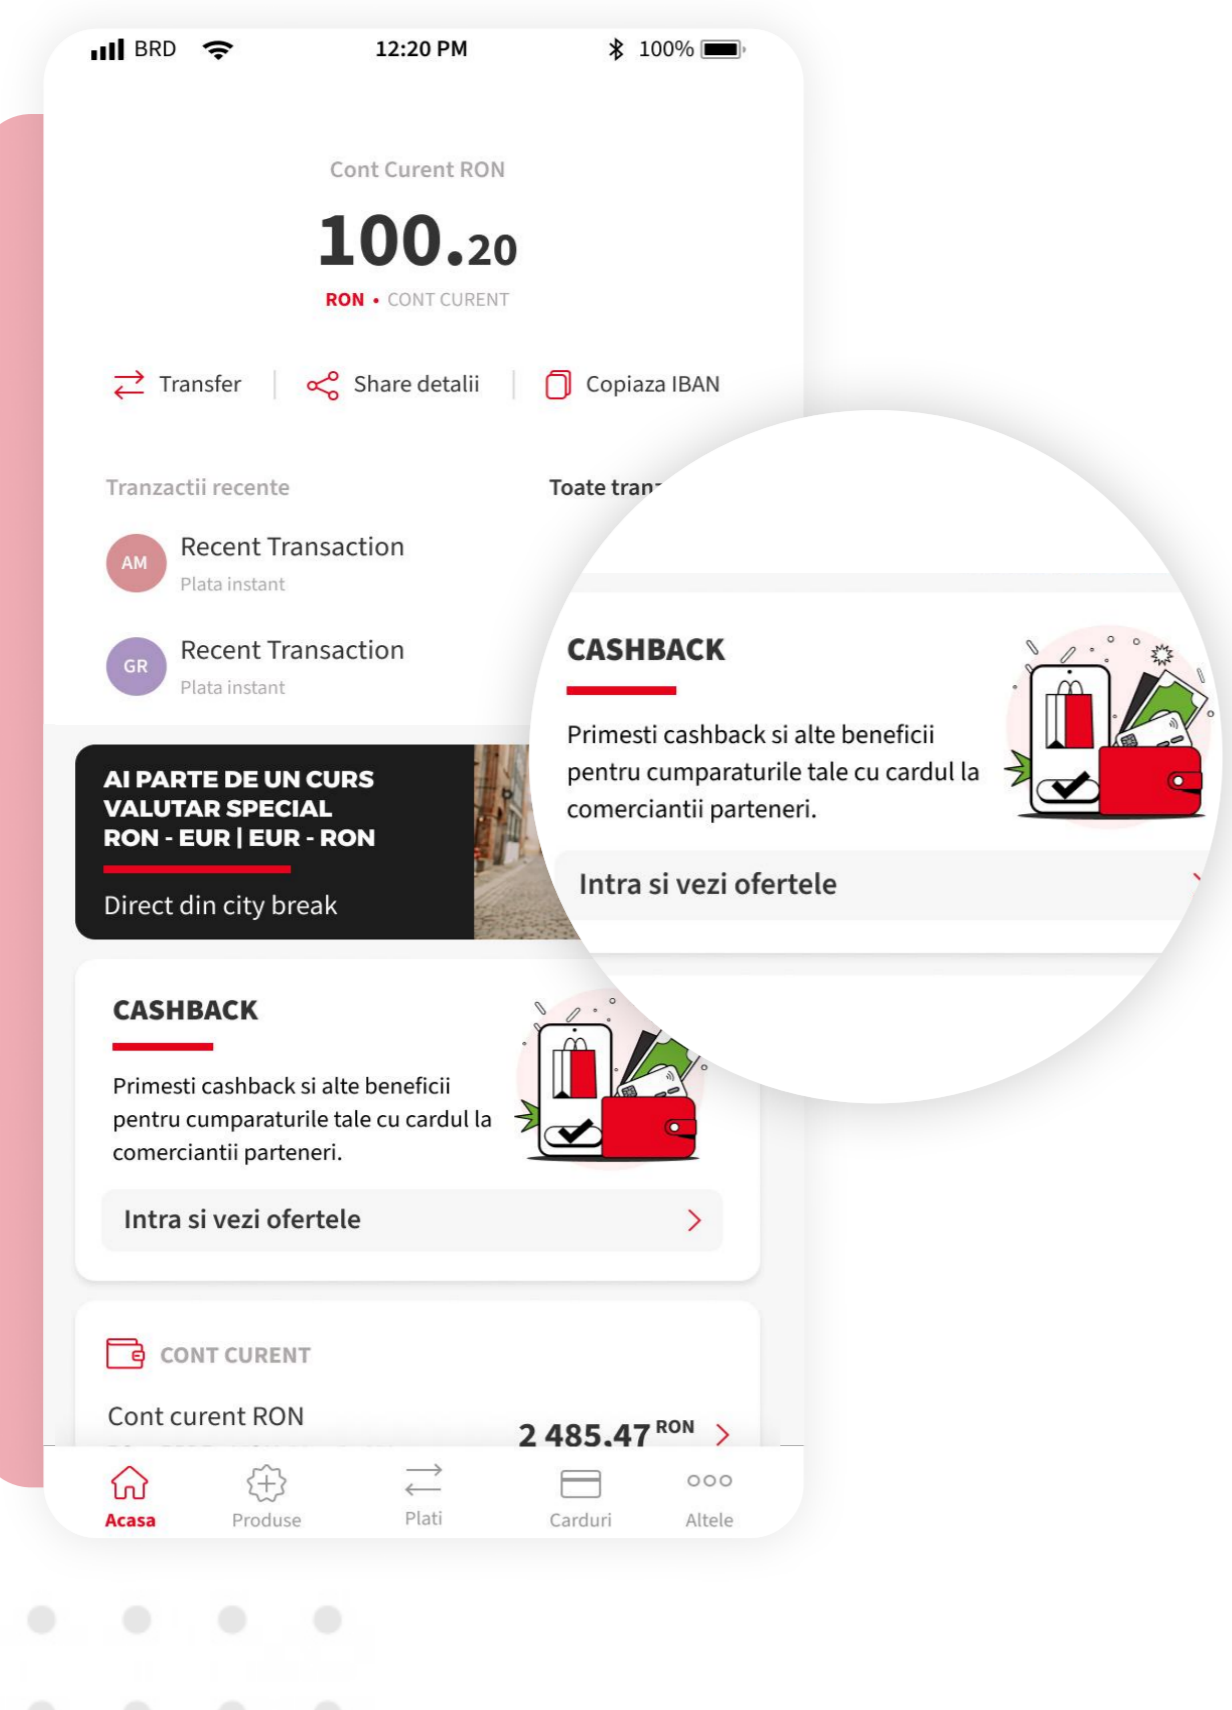 BRD
12:20 PM
100%
Cont Curent RON
100.20
RON • CONT CURENT
Transfer
Share detalii
Copiaza IBAN
Tranzactii recente
Toate
AM
Recent Transaction
Plata instant
GR
Recent Transaction
Plata instant
CASHBACK
Primesti cashback si alte beneficii
pentru cumparaturile tale cu cardul la
comerciantii parteneri.
Intra si vezi ofertele
AI PARTE DE UN CURS
VALUTAR SPECIAL
RON - EUR | EUR - RON
Direct din city break
CASHBACK
Primesti cashback si alte beneficii
pentru cumparaturile tale cu cardul la
comerciantii parteneri.
Intra si vezi ofertele
CONT CURENT
Cont curent RON
2 485,47 RON
Acasa
Produse
Plati
Carduri
Altele